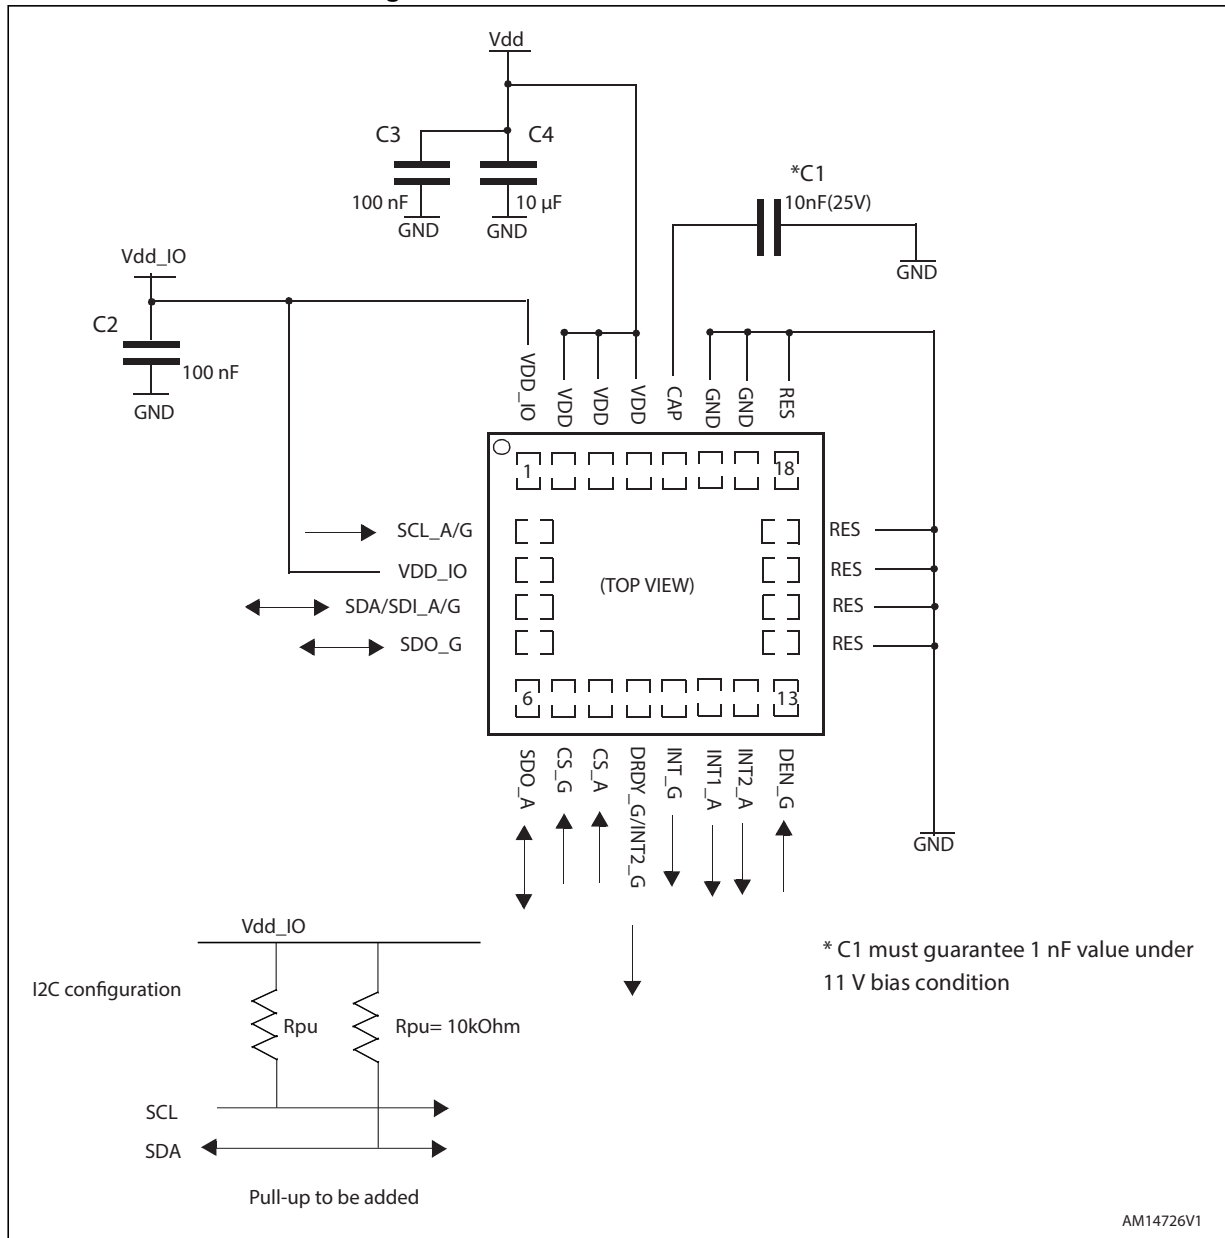 Vdd
C3
C4
100 nF
10 µF
GND
GND
*C1
10nF(25V)
GND
Vdd_IO
C2
100 nF
GND
VDD_IO
VDD
VDD
VDD
CAP
GND
GND
RES
1
18
SCL_A/G
VDD_IO
SDA/SDI_A/G
SDO_G
(TOP VIEW)
RES
RES
RES
RES
6
13
SDO_A
CS_G
CS_A
DRDY_G/INT2_G
INT_G
INT1_A
INT2_A
DEN_G
GND
Vdd_IO
I2C configuration
Rpu
Rpu= 10kOhm
SCL
SDA
Pull-up to be added
* C1 must guarantee 1 nF value under
11 V bias condition
AM14726V1